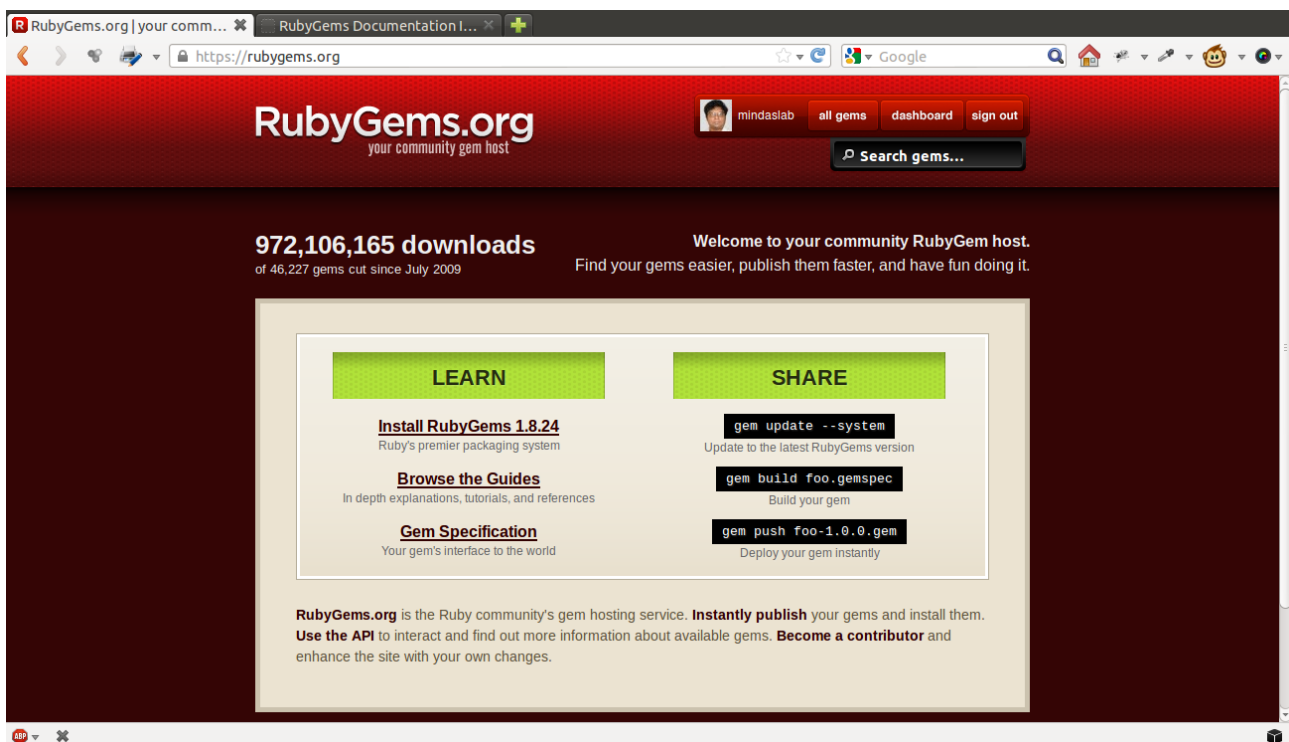 RubyGems.org | your comm...
RubyGems Documentation I...
https://rubygems.org
Google
RubyGems.org
your community gem host
mindaslab
all gems
dashboard
sign out
Search gems...
972,106,165 downloads
of 46,227 gems cut since July 2009
Welcome to your community RubyGem host.
Find your gems easier, publish them faster, and have fun doing it.
LEARN
Install RubyGems 1.8.24
Ruby's premier packaging system
Browse the Guides
In depth explanations, tutorials, and references
Gem Specification
Your gem's interface to the world
SHARE
gem update --system
Update to the latest RubyGems version
gem build foo.gemspec
Build your gem
gem push foo-1.0.0.gem
Deploy your gem instantly
RubyGems.org is the Ruby community's gem hosting service. Instantly publish your gems and install them.
Use the API to interact and find out more information about available gems. Become a contributor and
enhance the site with your own changes.
ABP